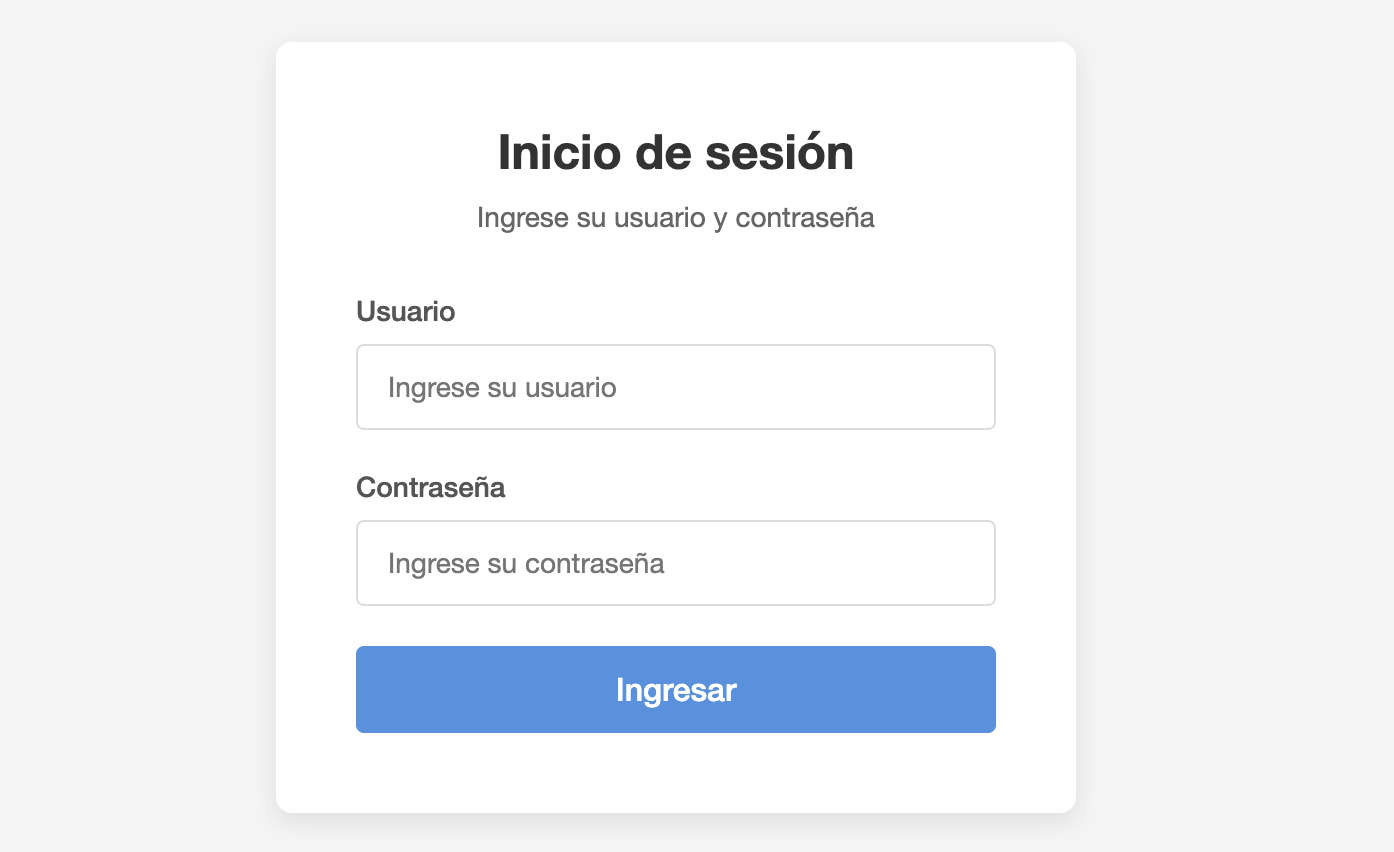 Inicio de sesión
Ingrese su usuario y contraseña
Usuario
Ingrese su usuario
Contraseña
Ingrese su contraseña
Ingresar